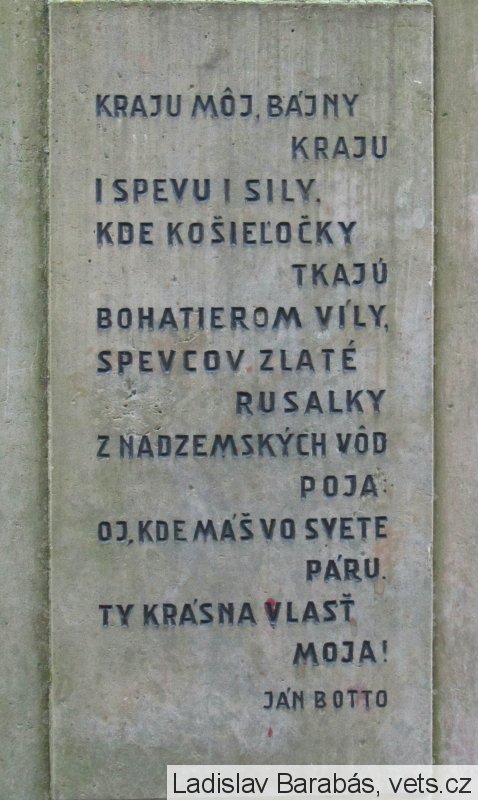 KRAJU MÔJ, BÁJNY
KRAJU
I SPEVU I SILY,
KDE KOŠIEĽOČKY
TKAJÚ
BOHATIEROM VÍLY,
SPEVCOV ZLATÉ
RUSALKY
Z NADZEMSKÝCH VÔD
POJA:
OJ, KDE MÁŠ VO SVETE
PÁRU.
TY KRÁSNA VLASŤ
MOJA!
JÁN BOTTO
Ladislav Barabás, vets.cz